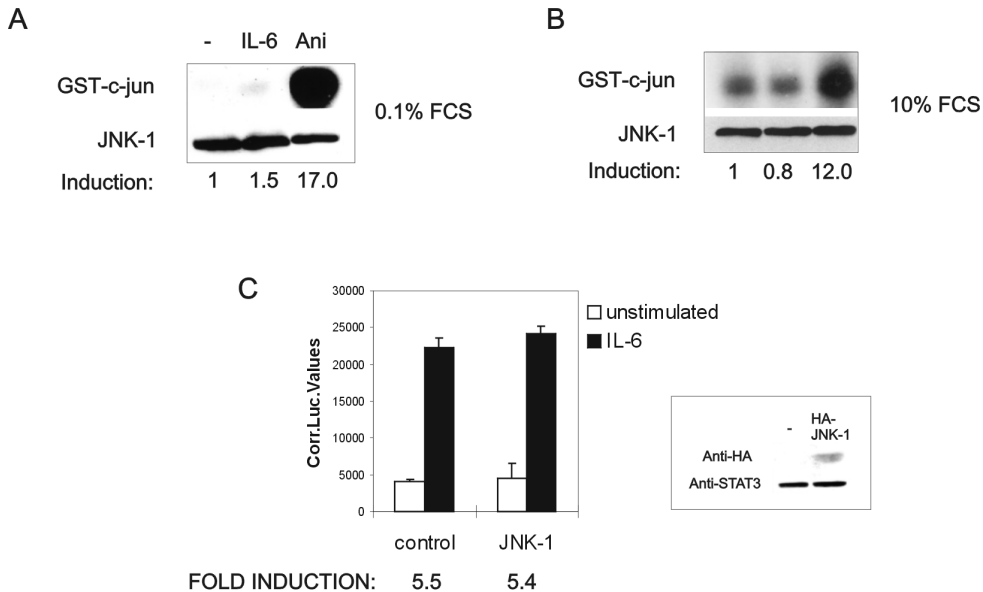 A
- IL-6 Ani
GST-c-jun
0.1% FCS
JNK-1
Induction: 1 1.5 17.0
B
GST-c-jun
10% FCS
JNK-1
Induction: 1 0.8 12.0
C
30000
25000
20000
15000
10000
5000
0
Corr.Luc.Values
control JNK-1
FOLD INDUCTION: 5.5 5.4
unstimulated
IL-6
- HA-
JNK-1
Anti-HA
Anti-STAT3